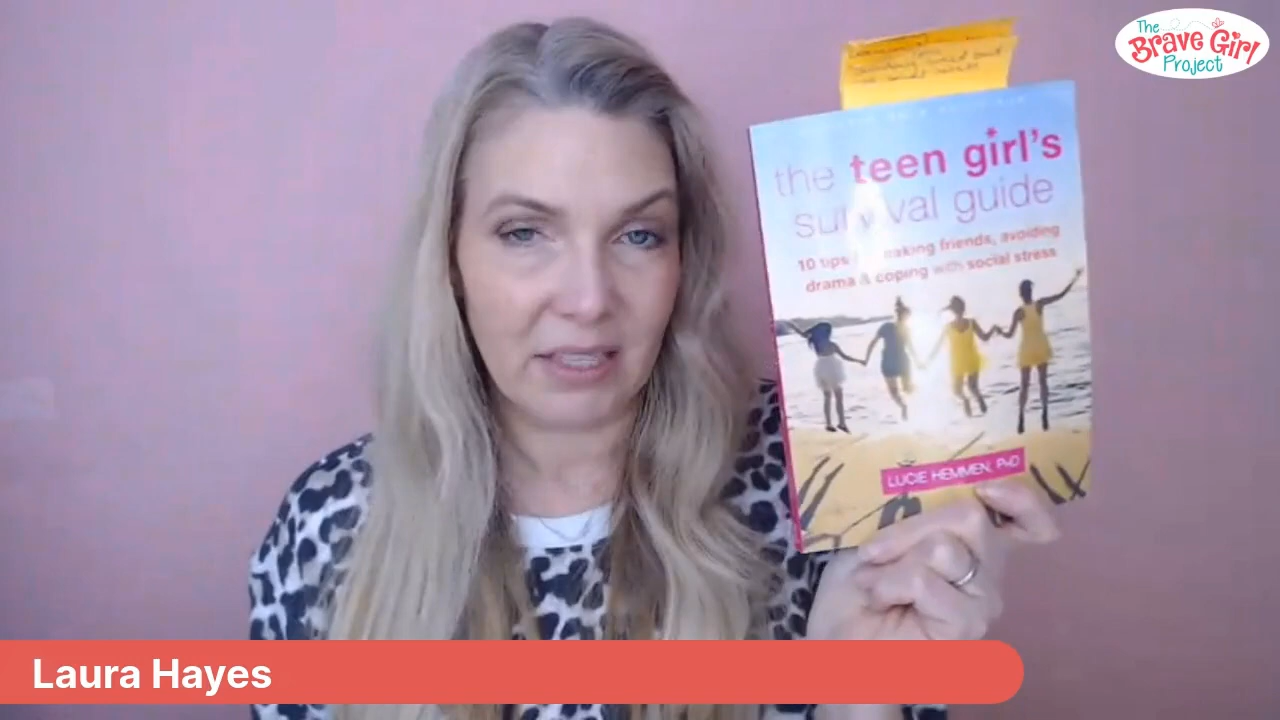 The
Brave Girl
Project
the teen girl's
survival guide
10 tips making friends, avoiding
drama & coping with social stress
LUCIE HEMMEN, PhD
Laura Hayes